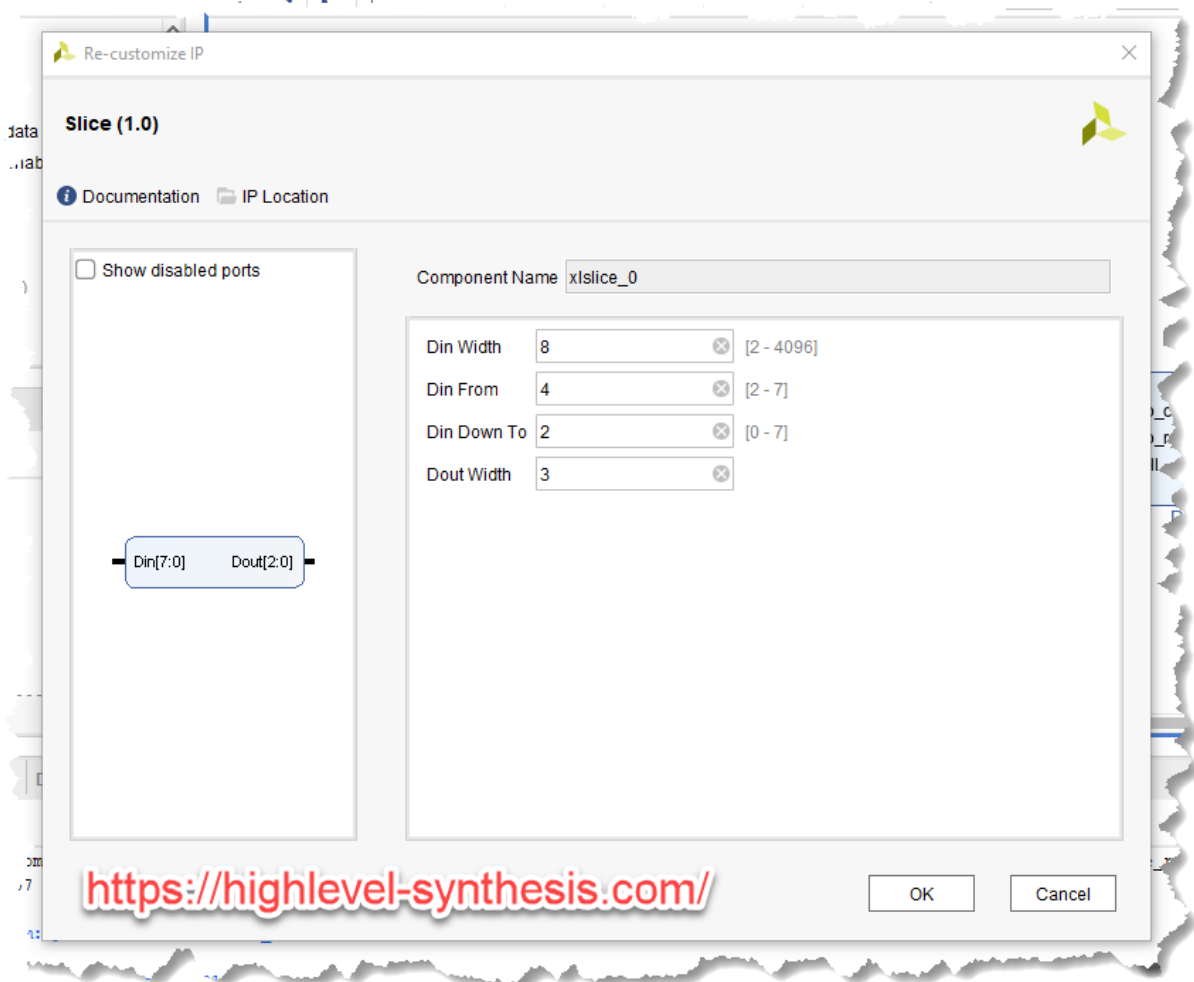 Re-customize IP
Slice (1.0)
Documentation IP Location
Show disabled ports
Component Name xlslice_0
Din Width 8 [2 - 4096]
Din From 4 [2 - 7]
Din Down To 2 [0 - 7]
Dout Width 3
Din[7:0] Dout[2:0]
https://highlevel-synthesis.com/
OK Cancel